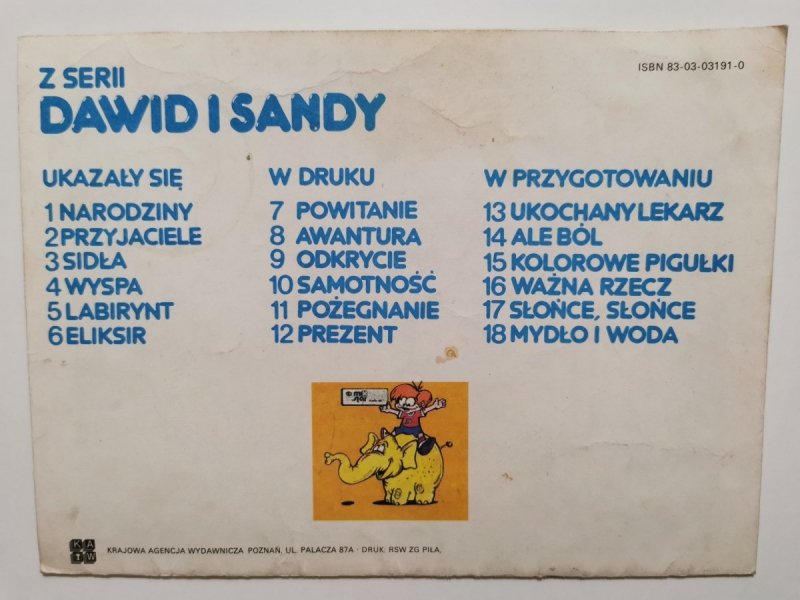 ISBN 83-03-03191-0
Z SERII
DAWID I SANDY
UKAZAŁY SIĘ
1 NARODZINY
2 PRZYJACIELE
3 SIDŁA
4 WYSPA
5 LABIRYNT
6 ELIKSIR
W DRUKU
7 POWITANIE
8 AWANTURA
9 ODKRYCIE
10 SAMOTNOŚĆ
11 POŻEGNANIE
12 PREZENT
W PRZYGOTOWANIU
13 UKOCHANY LEKARZ
14 ALE BÓL
15 KOLOROWE PIGUŁKI
16 WAŻNA RZECZ
17 SŁOŃCE, SŁOŃCE
18 MYDŁO I WODA
KAW
KRAJOWA AGENCJA WYDAWNICZA POZNAŃ, UL. PALACZA 87A · DRUK. RSW ZG PIŁA.